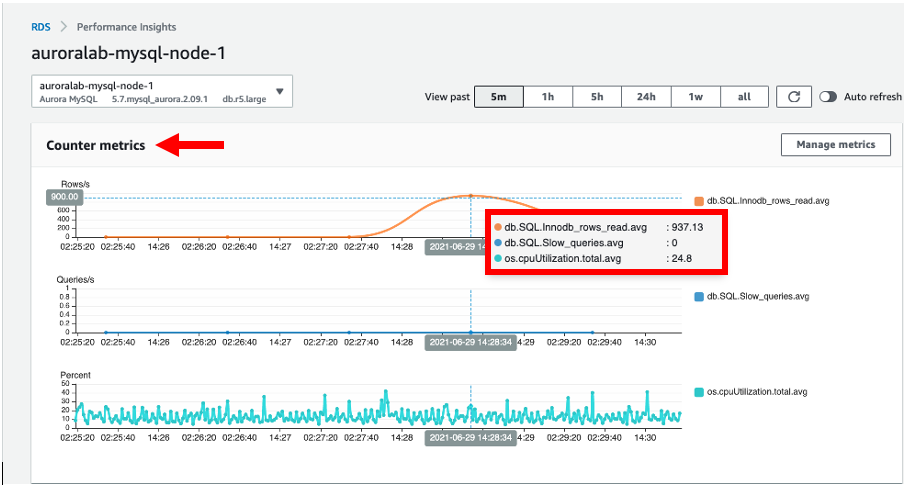 RDS > Performance Insights
auroralab-mysql-node-1
auroralab-mysql-node-1
Aurora MySQL 5.7.mysql_aurora.2.09.1 db.r5.large
View past 5m 1h 5h 24h 1w all Auto refresh
Counter metrics
Manage metrics
Rows/s
900.00
600
400
200
0
02:25:20 02:25:40 14:26 02:26:20 02:26:40 14:27 02:27:20 02:27:40 14:28 2021-06-29 14
db.SQL.Innodb_rows_read.avg
db.SQL.Innodb_rows_read.avg : 937.13
db.SQL.Slow_queries.avg : 0
os.cpuUtilization.total.avg : 24.8
Queries/s
1
0.8
0.6
0.4
0.2
0
02:25:20 02:25:40 14:26 02:26:20 02:26:40 14:27 02:27:20 02:27:40 14:28 2021-06-29 14:28:34 4:29 02:29:20 02:29:40 14:30
db.SQL.Slow_queries.avg
Percent
50
40
30
20
10
0
02:25:20 02:25:40 14:26 02:26:20 02:26:40 14:27 02:27:20 02:27:40 14:28 2021-06-29 14:28:34 4:29 02:29:20 02:29:40 14:30
os.cpuUtilization.total.avg